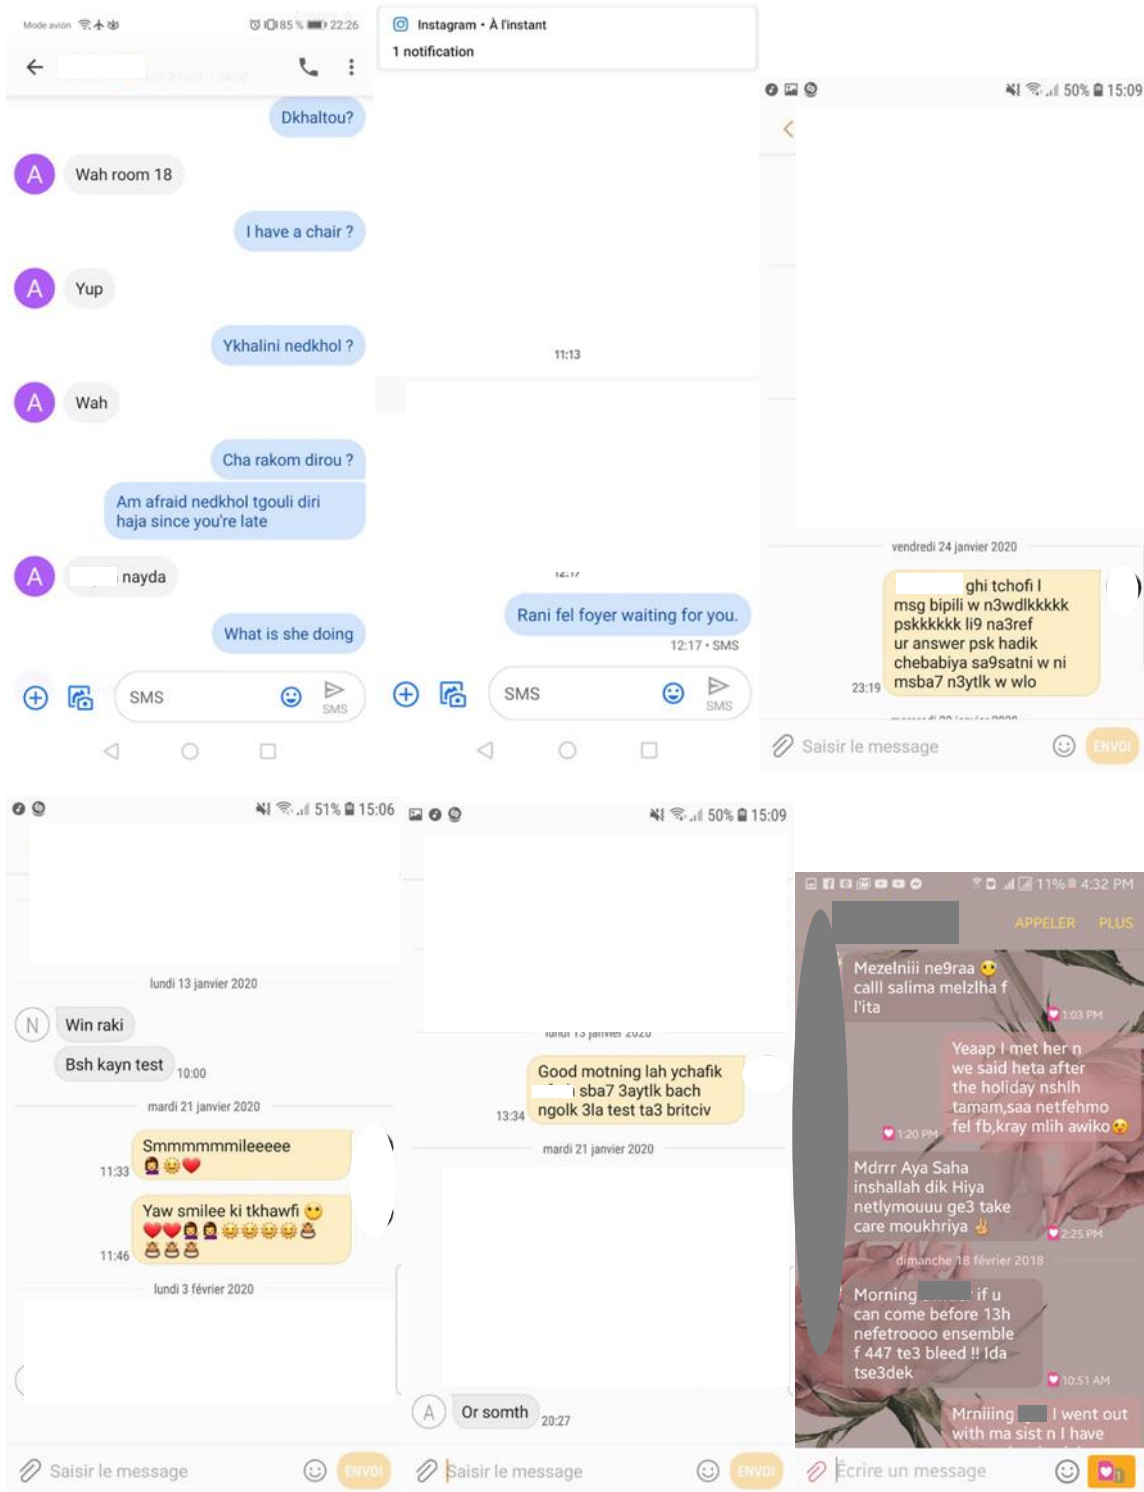 Mode avion
85 % 22:26
Dkhaltou?
A
Wah room 18
I have a chair ?
A
Yup
Ykhalini nedkhol ?
A
Wah
Cha rakom dirou ?
Am afraid nedkhol tgouli diri
haja since you're late
A
nayda
What is she doing
SMS
SMS
Instagram • À l'instant
1 notification
11:13
12:17
Rani fel foyer waiting for you.
12:17 • SMS
SMS
SMS
50% 15:09
vendredi 24 janvier 2020
ghi tchofi l
msg bipili w n3wdlkkkkk
pskkkkkk li9 na3ref
ur answer psk hadik
chebabiya sa9satni w ni
msba7 n3ytlk w wlo
23:19
Saisir le message
ENVOI
51% 15:06
lundi 13 janvier 2020
N
Win raki
Bsh kayn test
10:00
mardi 21 janvier 2020
Smmmmmmileeeee
11:33
Yaw smilee ki tkhawfi
11:46
lundi 3 février 2020
Saisir le message
ENVOI
50% 15:09
lundi 13 janvier 2020
Good motning lah ychafik
sba7 3aytlk bach
ngolk 3la test ta3 britciv
13:34
mardi 21 janvier 2020
A
Or somth
20:27
Saisir le message
ENVOI
11% 4:32 PM
APPELER PLUS
Mezelniii ne9raa
calll salima melzlha f
l'ita
1:03 PM
Yeaap I met her n
we said heta after
the holiday nshlh
tamam,saa netfehmo
fel fb,kray mlih awiko
1:20 PM
Mdrrr Aya Saha
inshallah dik Hiya
netlymouuu ge3 take
care moukhriya
2:25 PM
dimanche 18 février 2018
Morning if u
can come before 13h
nefetroooo ensemble
f 447 te3 bleed !! Ida
tse3dek
10:51 AM
Mrniiing I went out
with ma sist n I have
Écrire un message
1